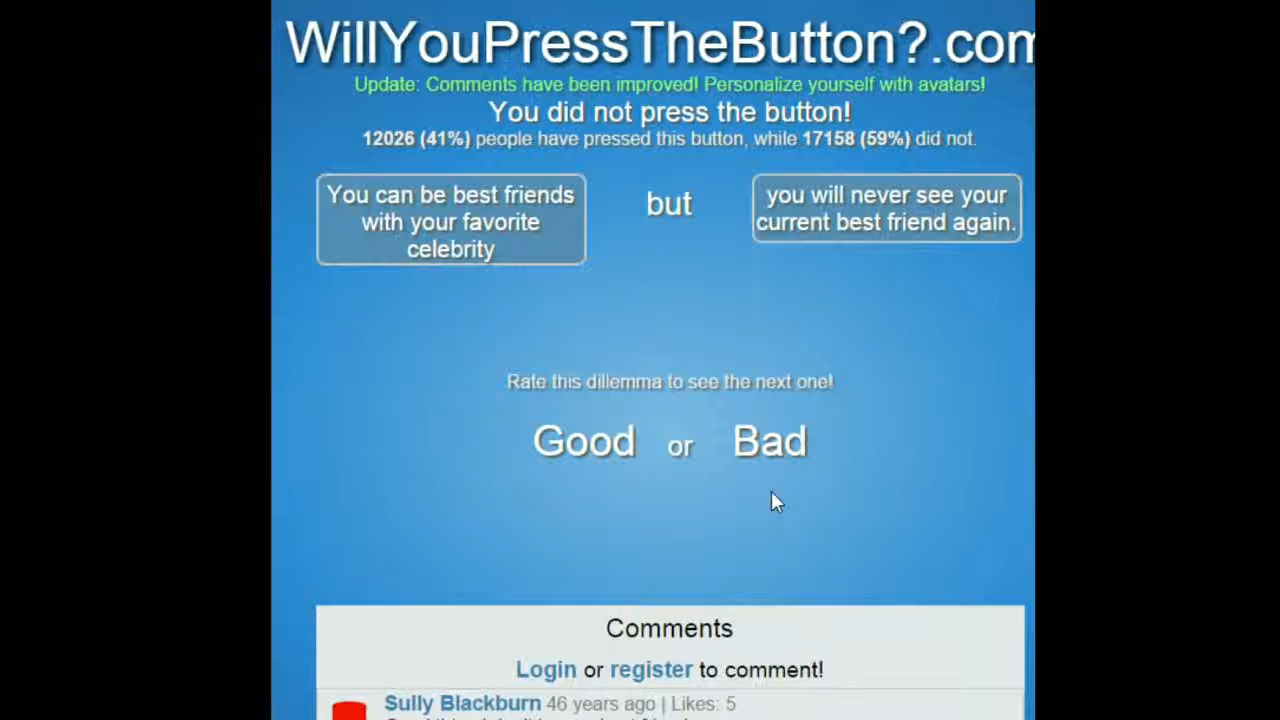 WillYouPressTheButton?.com
Update: Comments have been improved! Personalize yourself with avatars!
You did not press the button!
12026 (41%) people have pressed this button, while 17158 (59%) did not.
You can be best friends
with your favorite
celebrity
but
you will never see your
current best friend again.
Rate this dillemma to see the next one!
Good or Bad
Comments
Login or register to comment!
Sully Blackburn 46 years ago | Likes: 5